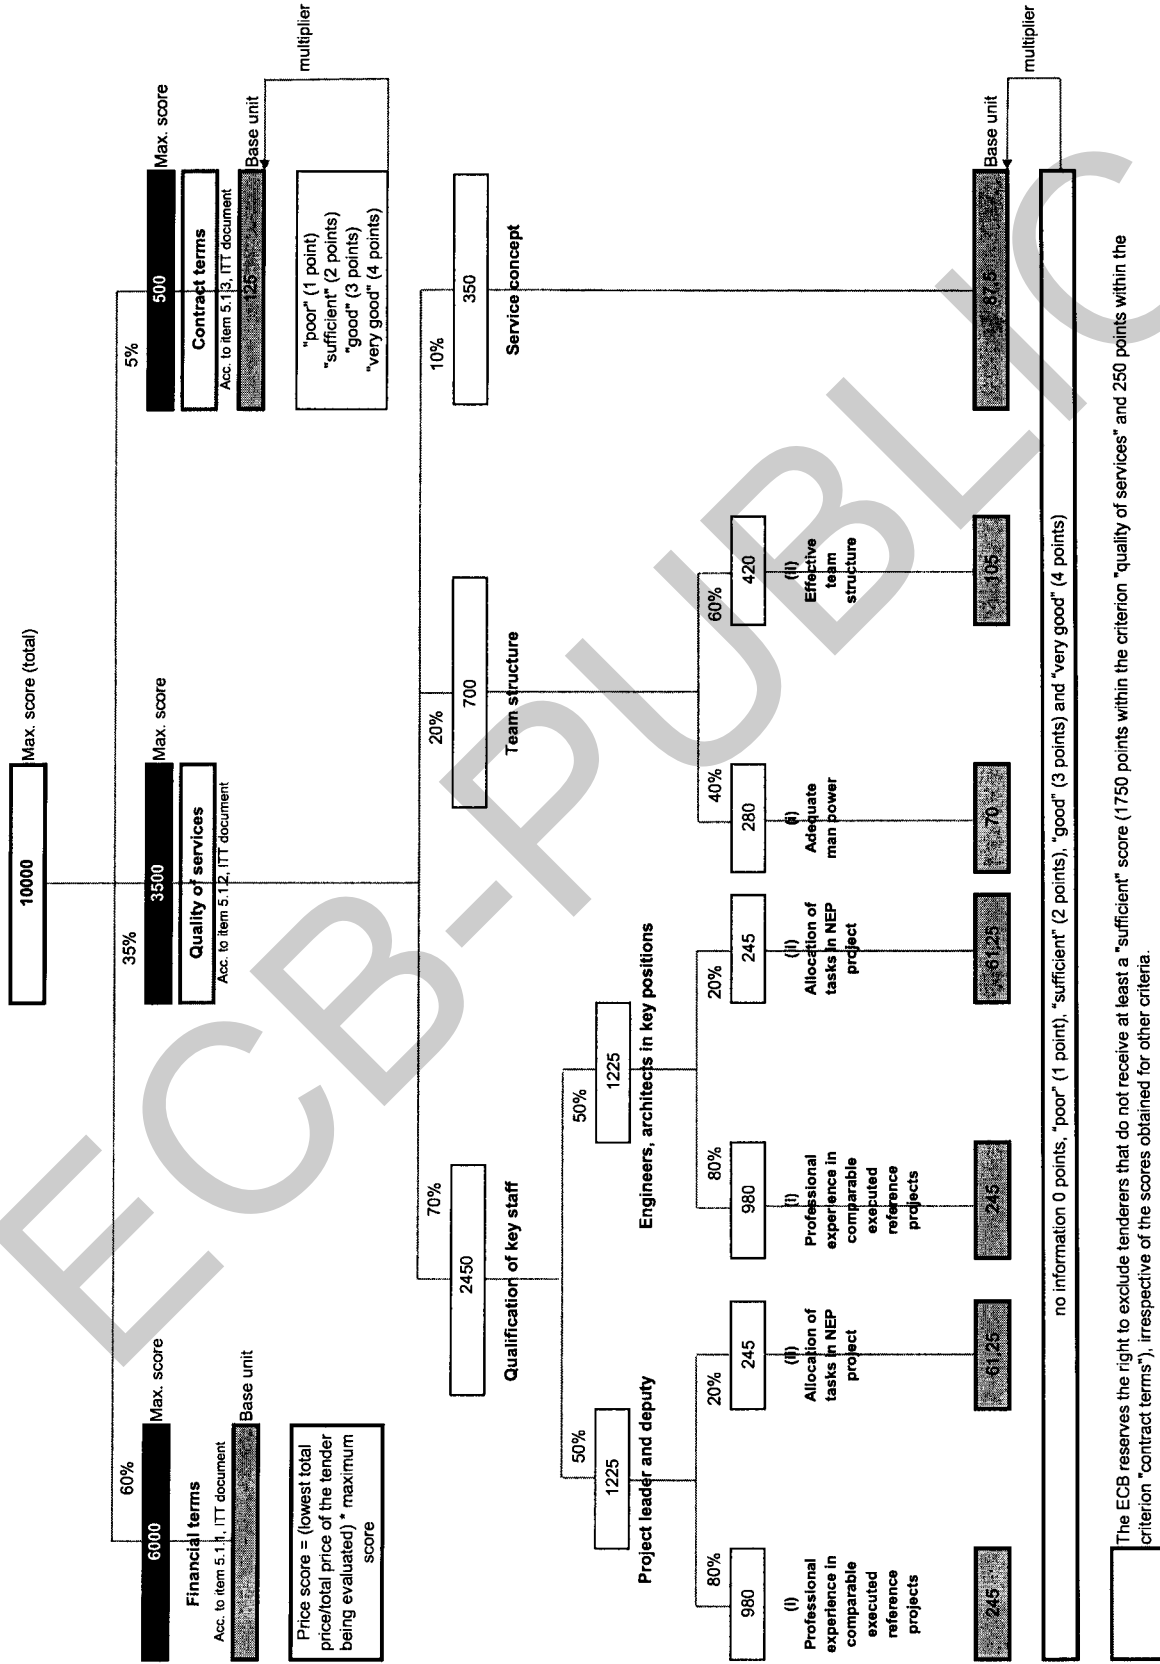 10000
Max. score (total)
60%
35%
5%
6000
Max. score
3500
Max. score
500
Max. score
Financial terms
Acc. to item 5.1.1, ITT document
Quality of services
Acc. to item 5.1.2, ITT document
Contract terms
Acc. to item 5.1.3, ITT document
Base unit
125
Base unit
multiplier
Price score = (lowest total
price/total price of the tender
being evaluated) * maximum
score
"poor" (1 point)
"sufficient" (2 points)
"good" (3 points)
"very good" (4 points)
70%
20%
10%
2450
700
350
Qualification of key staff
Team structure
Service concept
50%
50%
1225
1225
Project leader and deputy
Engineers, architects in key positions
80%
20%
80%
20%
40%
60%
980
245
980
245
280
420
(i)
Professional
experience in
comparable
executed
reference
projects
(ii)
Allocation of
tasks in NEP
project
(i)
Professional
experience in
comparable
executed
reference
projects
(ii)
Allocation of
tasks in NEP
project
(i)
Adequate
man power
(ii)
Effective
team
structure
245
61,25
245
61,25
70
105
87,5
Base unit
multiplier
no information 0 points, "poor" (1 point), "sufficient" (2 points), "good" (3 points) and "very good" (4 points)
The ECB reserves the right to exclude tenderers that do not receive at least a "sufficient" score (1750 points within the criterion "quality of services" and 250 points within the
criterion "contract terms"), irrespective of the scores obtained for other criteria.
ECB-PUBLIC